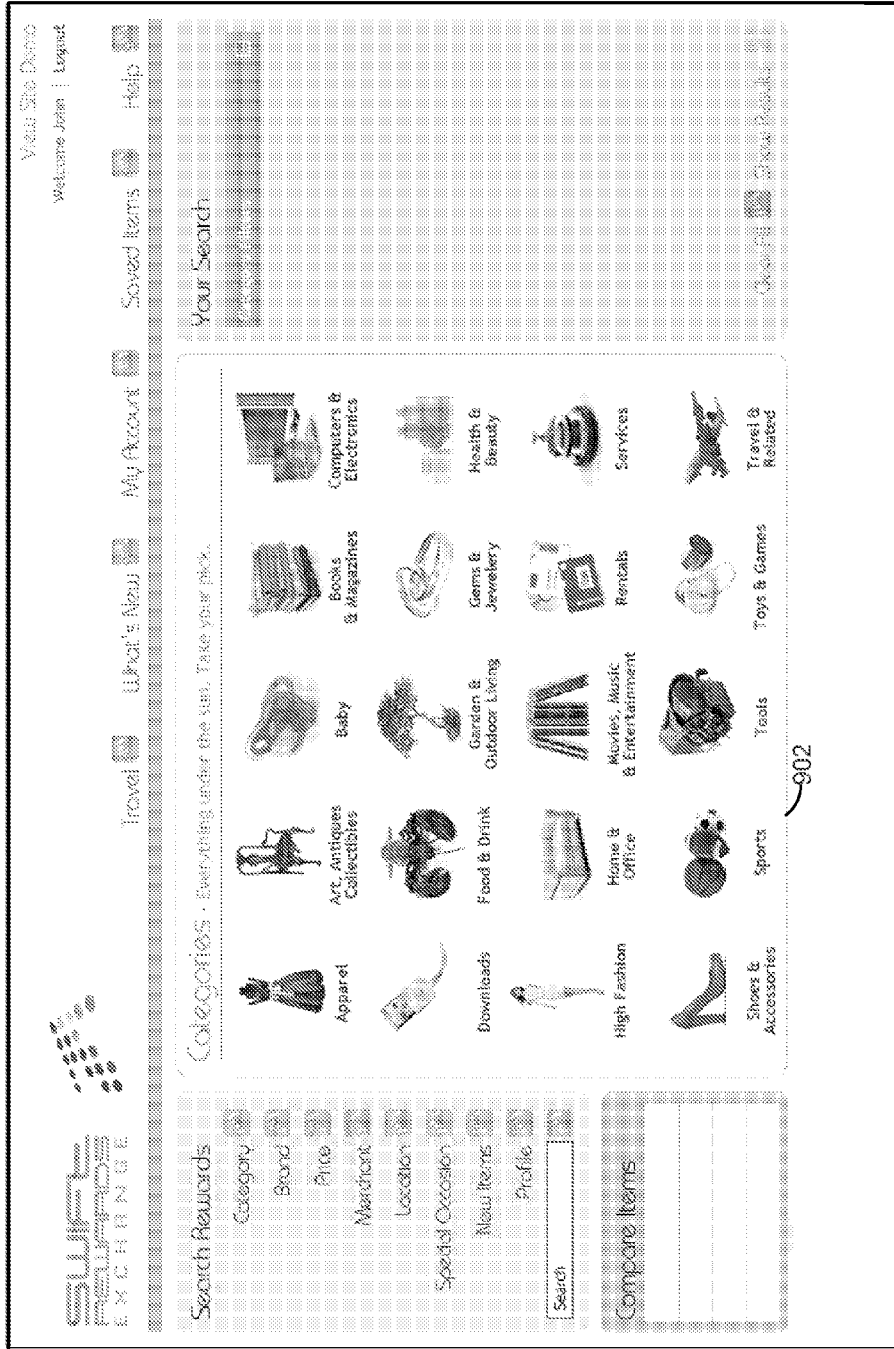 View Site Demo
Welcome John | Logout
SWIFT
REWARDS
EXCHANGE
Travel
What's New
My Account
Saved Items
Help
Search Rewards
Category
Brand
Price
Merchant
Location
Special Occasion
New Items
Profile
Search
Compare Items
Categories · Everything under the sun. Take your pick.
Apparel
Art, Antiques
Collectibles
Baby
Books
& Magazines
Computers &
Electronics
Downloads
Food & Drink
Garden &
Outdoor Living
Gems &
Jewelery
Health &
Beauty
High Fashion
Home &
Office
Movies, Music
& Entertainment
Rentals
Services
Shoes &
Accessories
Sports
Tools
Toys & Games
Travel &
Related
Your Search
Clear All
Show Results
902